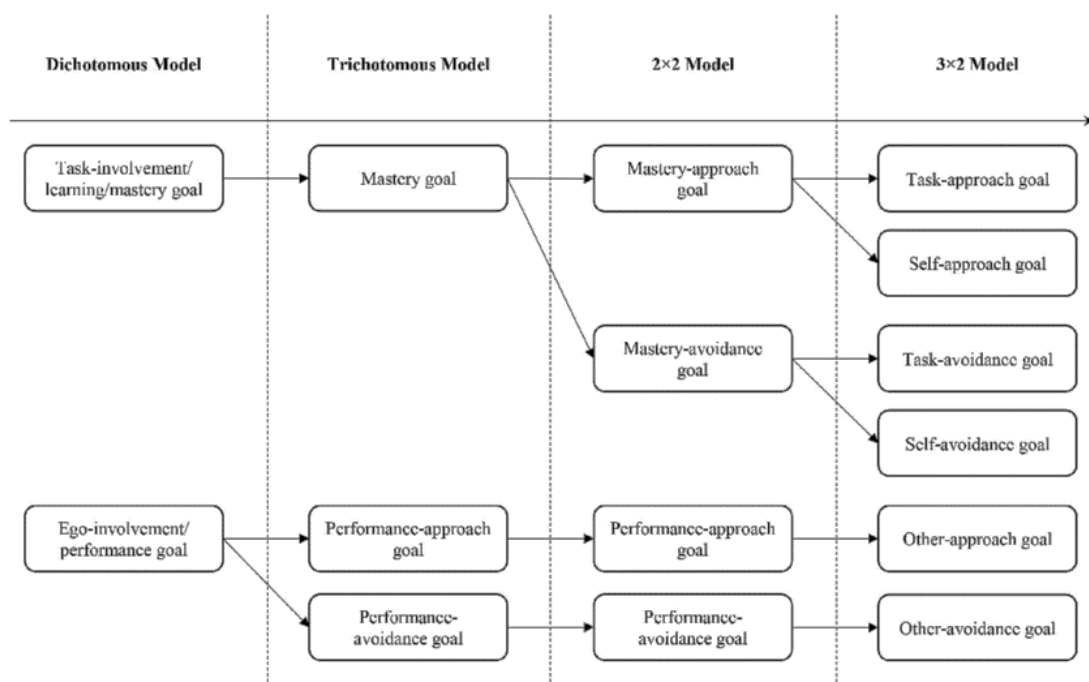 Dichotomous Model
Trichotomous Model
2×2 Model
3×2 Model
Task-involvement/
learning/mastery goal
Mastery goal
Mastery-approach
goal
Task-approach goal
Self-approach goal
Mastery-avoidance
goal
Task-avoidance goal
Self-avoidance goal
Ego-involvement/
performance goal
Performance-approach
goal
Performance-approach
goal
Other-approach goal
Performance-
avoidance goal
Performance-
avoidance goal
Other-avoidance goal